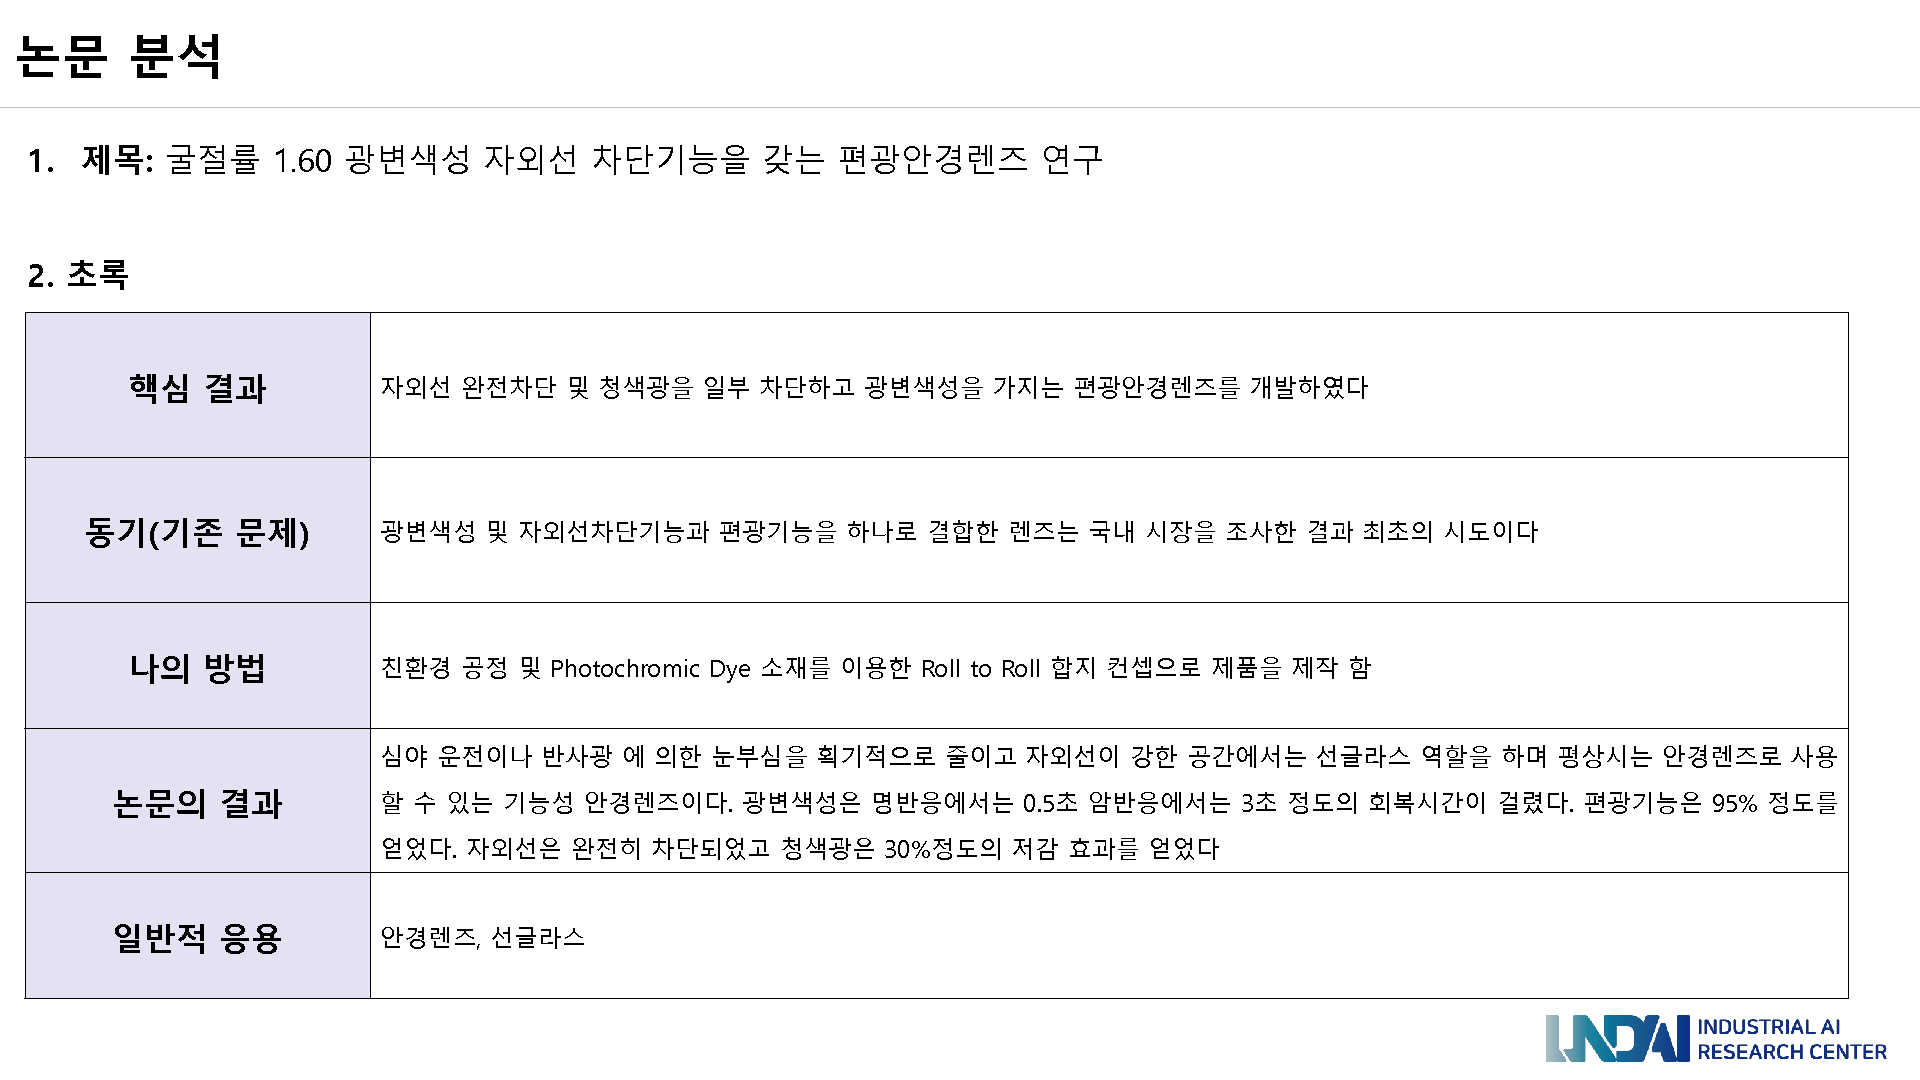 논문 분석
1. 제목: 굴절률 1.60 광변색성 자외선 차단기능을 갖는 편광안경렌즈 연구
2. 초록
핵심 결과
자외선 완전차단 및 청색광을 일부 차단하고 광변색성을 가지는 편광안경렌즈를 개발하였다
동기(기존 문제)
광변색성 및 자외선차단기능과 편광기능을 하나로 결합한 렌즈는 국내 시장을 조사한 결과 최초의 시도이다
나의 방법
친환경 공정 및 Photochromic Dye 소재를 이용한 Roll to Roll 합지 컨셉으로 제품을 제작 함
논문의 결과
심야 운전이나 반사광 에 의한 눈부심을 획기적으로 줄이고 자외선이 강한 공간에서는 선글라스 역할을 하며 평상시는 안경렌즈로 사용
할 수 있는 기능성 안경렌즈이다. 광변색성은 명반응에서는 0.5초 암반응에서는 3초 정도의 회복시간이 걸렸다. 편광기능은 95% 정도를
얻었다. 자외선은 완전히 차단되었고 청색광은 30%정도의 저감 효과를 얻었다
일반적 응용
안경렌즈, 선글라스
INDAI
INDUSTRIAL AI
RESEARCH CENTER